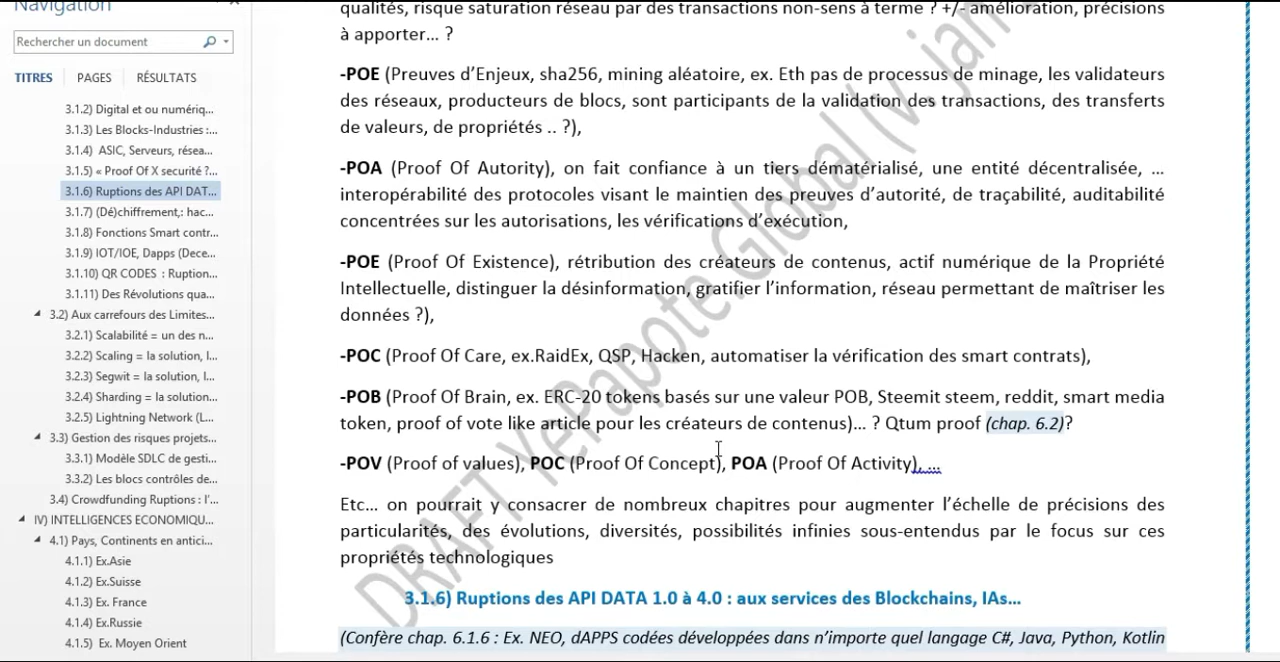 Navigation
Rechercher un document
TITRES PAGES RÉSULTATS
3.1.2) Digital et ou numériq...
3.1.3) Les Blocks-Industries :...
3.1.4) ASIC, Serveurs, résea...
3.1.5) « Proof Of X securité ?...
3.1.6) Ruptions des API DAT...
3.1.7) (Dé)chiffrement,: hac...
3.1.8) Fonctions Smart contr...
3.1.9) IOT/IOE, Dapps (Dece...
3.1.10) QR CODES : Ruption...
3.1.11) Des Révolutions qua...
3.2) Aux carrefours des Limites...
3.2.1) Scalabilité = un des n...
3.2.2) Scaling = la solution, l...
3.2.3) Segwit = la solution, l...
3.2.4) Sharding = la solution...
3.2.5) Lightning Network (L...
3.3) Gestion des risques projets...
3.3.1) Modèle SDLC de gesti...
3.3.2) Les blocs contrôles de...
3.4) Crowdfunding Ruptions : l'...
IV) INTELLIGENCES ECONOMIQU...
4.1) Pays, Continents en antici...
4.1.1) Ex.Asie
4.1.2) Ex.Suisse
4.1.3) Ex. France
4.1.4) Ex.Russie
4.1.5) Ex. Moyen Orient
qualités, risque saturation réseau par des transactions non-sens à terme ? +/- amélioration, précisions
à apporter... ?
-POE (Preuves d'Enjeux, sha256, mining aléatoire, ex. Eth pas de processus de minage, les validateurs
des réseaux, producteurs de blocs, sont participants de la validation des transactions, des transferts
de valeurs, de propriétés .. ?),
-POA (Proof Of Autority), on fait confiance à un tiers dématérialisé, une entité décentralisée, ...
interopérabilité des protocoles visant le maintien des preuves d'autorité, de traçabilité, auditabilité
concentrées sur les autorisations, les vérifications d'exécution,
-POE (Proof Of Existence), rétribution des créateurs de contenus, actif numérique de la Propriété
Intellectuelle, distinguer la désinformation, gratifier l'information, réseau permettant de maîtriser les
données ?),
-POC (Proof Of Care, ex.RaidEx, QSP, Hacken, automatiser la vérification des smart contrats),
-POB (Proof Of Brain, ex. ERC-20 tokens basés sur une valeur POB, Steemit steem, reddit, smart media
token, proof of vote like article pour les créateurs de contenus)... ? Qtum proof (chap. 6.2)?
-POV (Proof of values), POC (Proof Of Concept), POA (Proof Of Activity), ...
Etc... on pourrait y consacrer de nombreux chapitres pour augmenter l'échelle de précisions des
particularités, des évolutions, diversités, possibilités infinies sous-entendus par le focus sur ces
propriétés technologiques
3.1.6) Ruptions des API DATA 1.0 à 4.0 : aux services des Blockchains, IAs...
(Confère chap. 6.1.6 : Ex. NEO, dAPPS codées développées dans n'importe quel langage C#, Java, Python, Kotlin
DRAFT YePapote.Global (v. jan